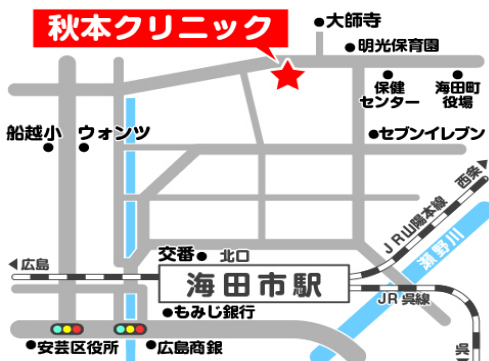 秋本クリニック
大師寺
明光保育園
保健
センター
海田町
役場
船越小
ウォンツ
セブンイレブン
西条
JR山陽本線
瀬野川
交番
北口
広島
海田市駅
JR呉線
もみじ銀行
安芸区役所
広島商銀
呉